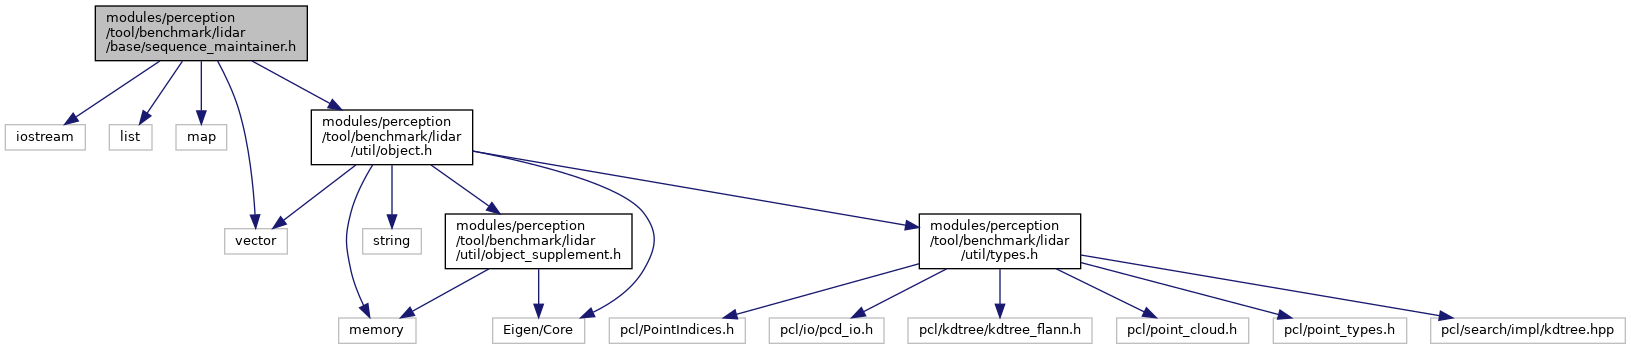 modules/perception
/tool/benchmark/lidar
/base/sequence_maintainer.h
modules/perception
/tool/benchmark/lidar
/util/object.h
iostream
list
map
modules/perception
/tool/benchmark/lidar
/util/object_supplement.h
modules/perception
/tool/benchmark/lidar
/util/types.h
vector
string
memory
Eigen/Core
pcl/PointIndices.h
pcl/io/pcd_io.h
pcl/kdtree/kdtree_flann.h
pcl/point_cloud.h
pcl/point_types.h
pcl/search/impl/kdtree.hpp